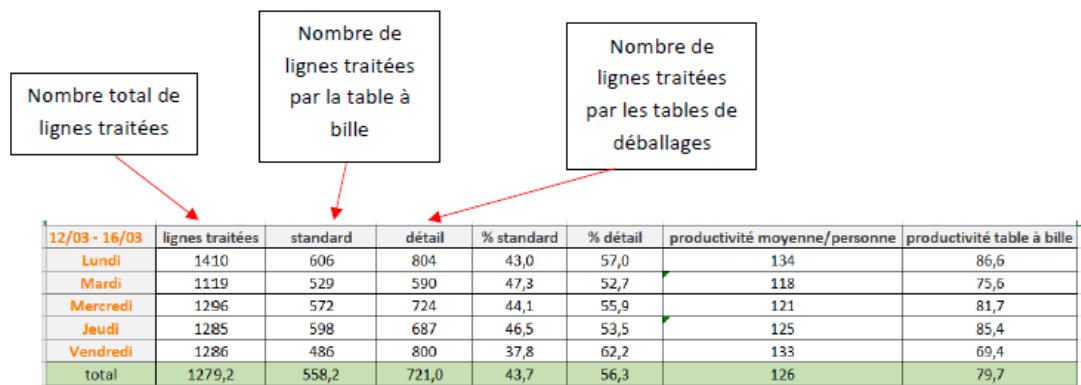 Nombre total de
lignes traitées
Nombre de
lignes traitées
par la table à
bille
Nombre de
lignes traitées
par les tables de
déballages
12/03 - 16/03 lignes traitées standard détail % standard % détail productivité moyenne/personne productivité table à bille
Lundi 1410 606 804 43,0 57,0 134 86,6
Mardi 1119 529 590 47,3 52,7 118 75,6
Mercredi 1296 572 724 44,1 55,9 121 81,7
Jeudi 1285 598 687 46,5 53,5 125 85,4
Vendredi 1286 486 800 37,8 62,2 133 69,4
total 1279,2 558,2 721,0 43,7 56,3 126 79,7